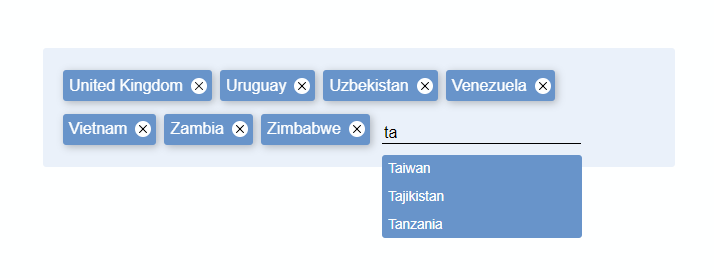 United Kingdom Uruguay Uzbekistan Venezuela
Vietnam Zambia Zimbabwe ta
Taiwan
Tajikistan
Tanzania